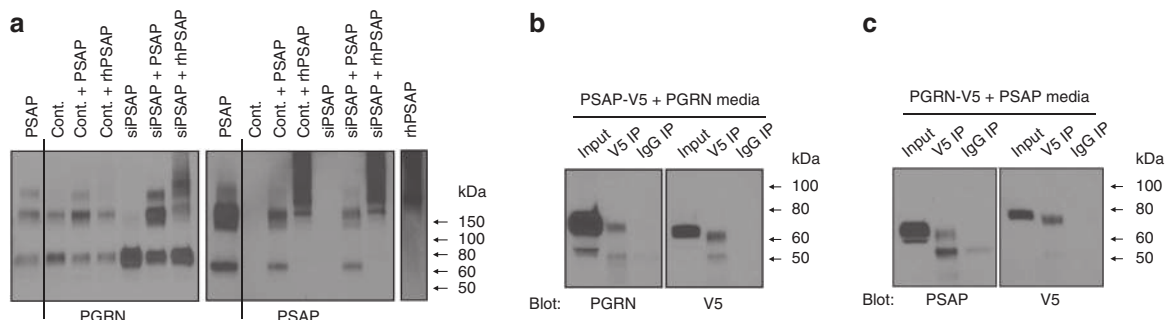 a
PSAP
Cont.
Cont. + PSAP
Cont. + rhPSAP
siPSAP
siPSAP + PSAP
siPSAP + rhPSAP
PSAP
Cont.
Cont. + PSAP
Cont. + rhPSAP
siPSAP
siPSAP + PSAP
siPSAP + rhPSAP
rhPSAP
kDa
150
100
80
60
50
PGRN
PSAP
b
PSAP-V5 + PGRN media
Input
V5 IP
IgG IP
Input
V5 IP
IgG IP
kDa
100
80
60
50
Blot:
PGRN
V5
c
PGRN-V5 + PSAP media
Input
V5 IP
IgG IP
Input
V5 IP
IgG IP
kDa
100
80
60
50
Blot:
PSAP
V5